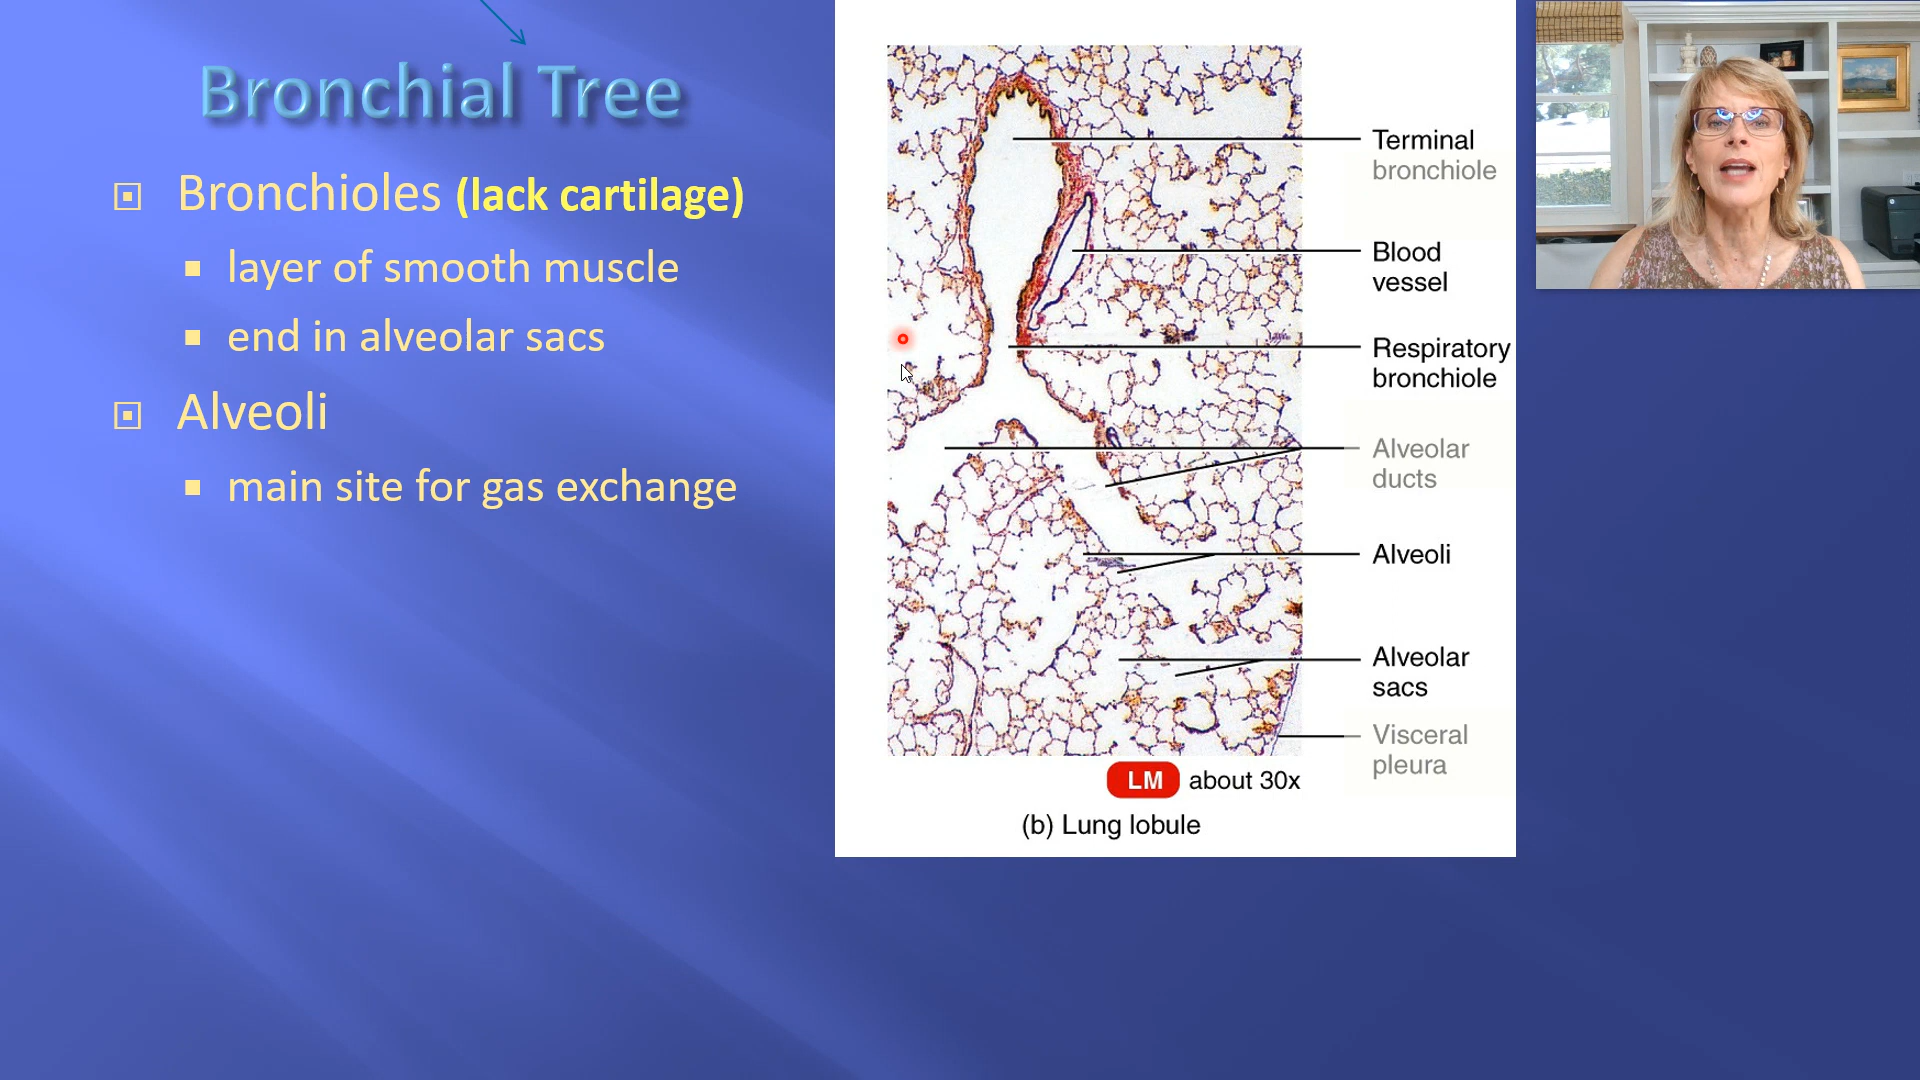 Bronchial Tree
Bronchioles (lack cartilage)
layer of smooth muscle
end in alveolar sacs
Alveoli
main site for gas exchange
Terminal
bronchiole
Blood
vessel
Respiratory
bronchiole
Alveolar
ducts
Alveoli
Alveolar
sacs
Visceral
pleura
LM about 30x
(b) Lung lobule